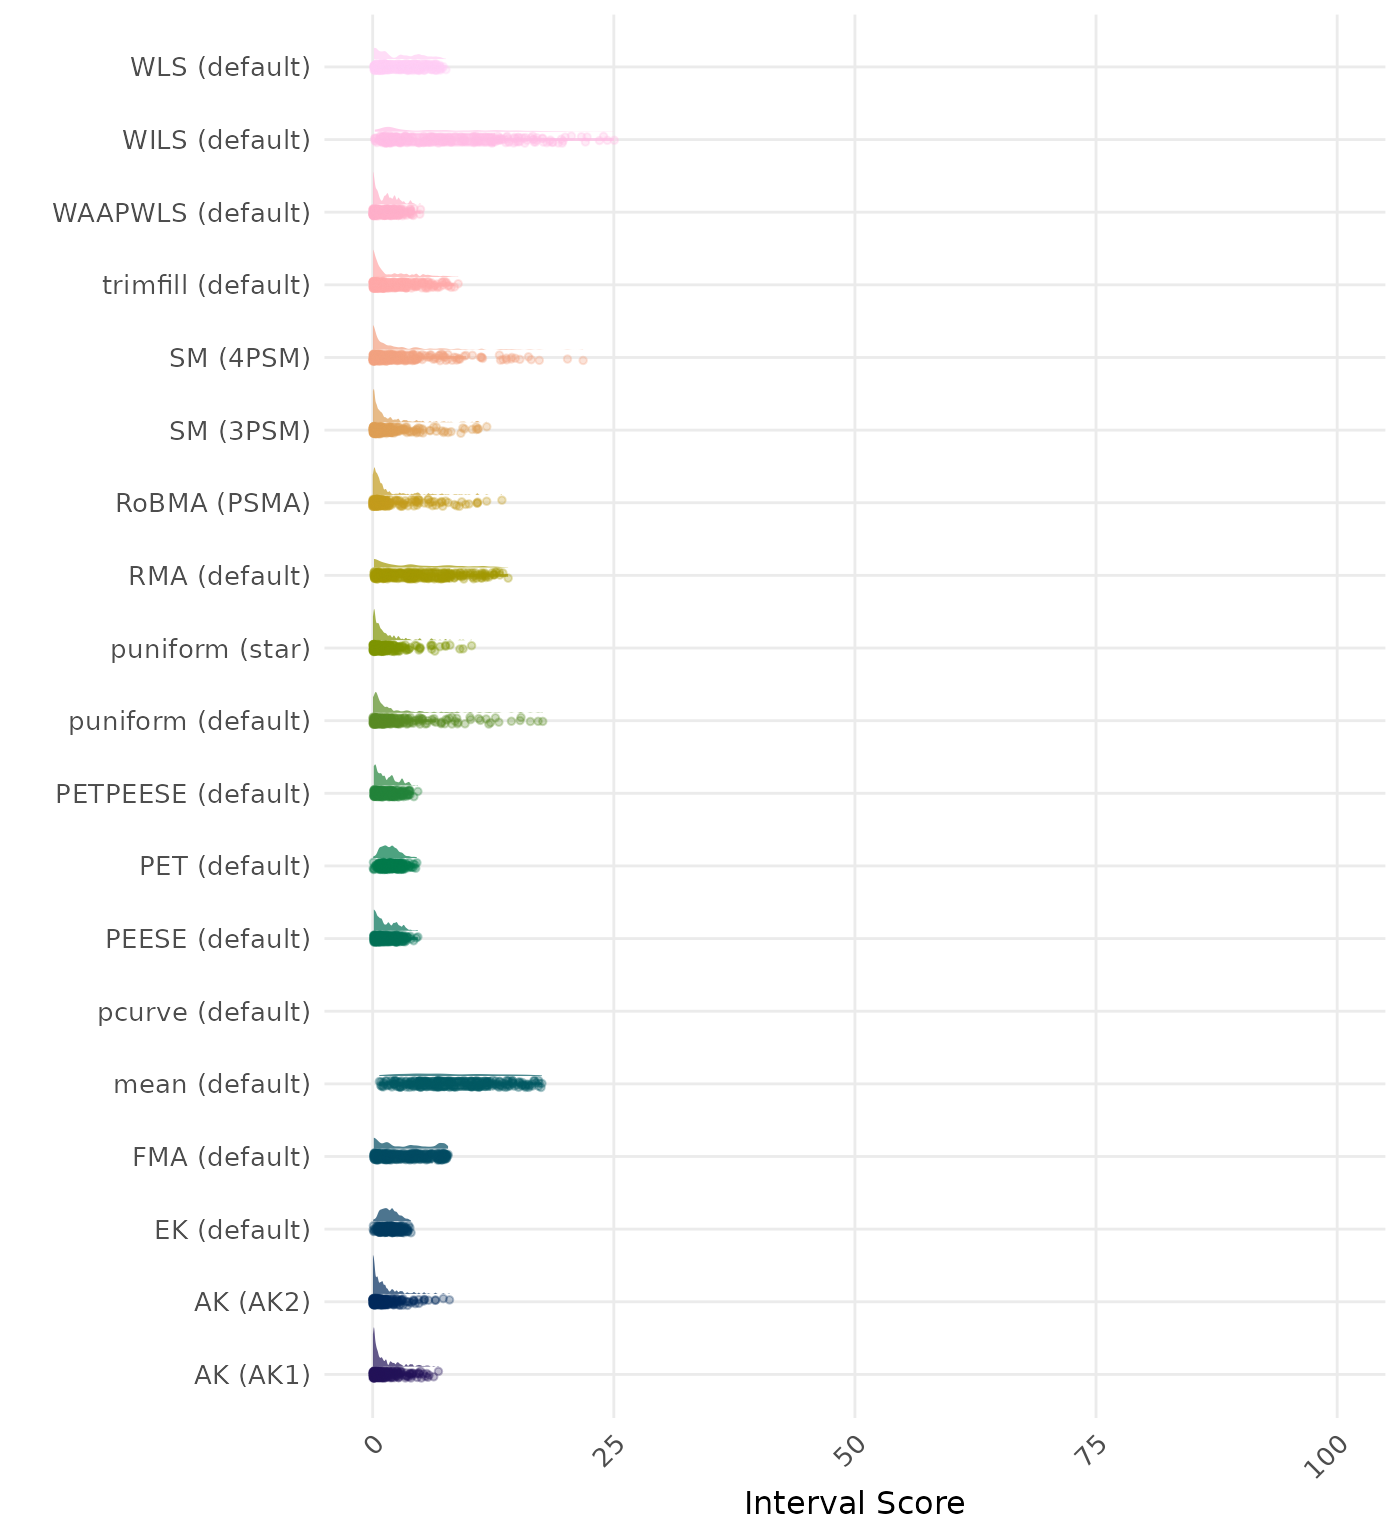 WLS (default)
WILS (default)
WAAPWLS (default)
trimfill (default)
SM (4PSM)
SM (3PSM)
RoBMA (PSMA)
RMA (default)
puniform (star)
puniform (default)
PETPEESE (default)
PET (default)
PEESE (default)
pcurve (default)
mean (default)
FMA (default)
EK (default)
AK (AK2)
AK (AK1)
0 25 50 75 100
Interval Score